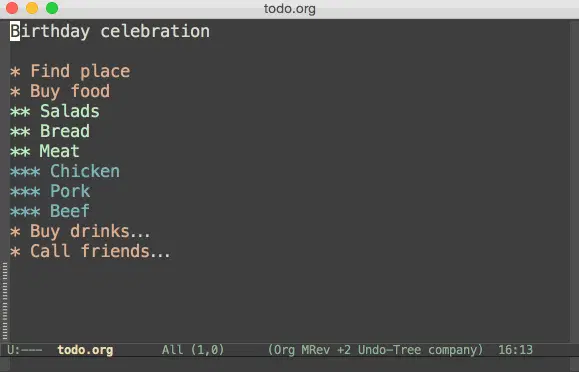 todo.org
Birthday celebration
* Find place
* Buy food
** Salads
** Bread
** Meat
*** Chicken
*** Pork
*** Beef
* Buy drinks...
* Call friends...
U:--- todo.org All (1,0) (Org MRev +2 Undo-Tree company) 16:13